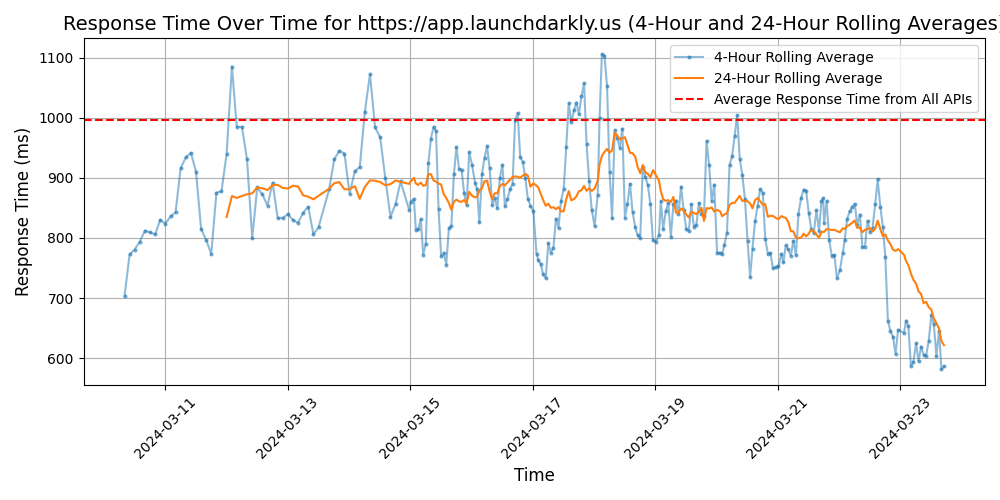 Response Time Over Time for https://app.launchdarkly.us (4-Hour and 24-Hour Rolling Averages)
4-Hour Rolling Average
24-Hour Rolling Average
Average Response Time from All APIs
Response Time (ms)
1100
1000
900
800
700
600
2024-03-11
2024-03-13
2024-03-15
2024-03-17
2024-03-19
2024-03-21
2024-03-23
Time